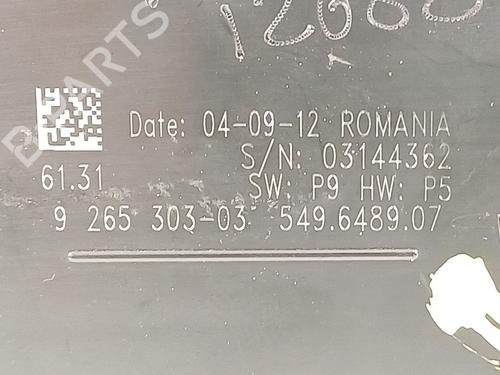 Date: 04-09-12 ROMANIA
S/N: 03144362
61.31
SW: P9 HW: P5
9 265 303-03 549.6489.07